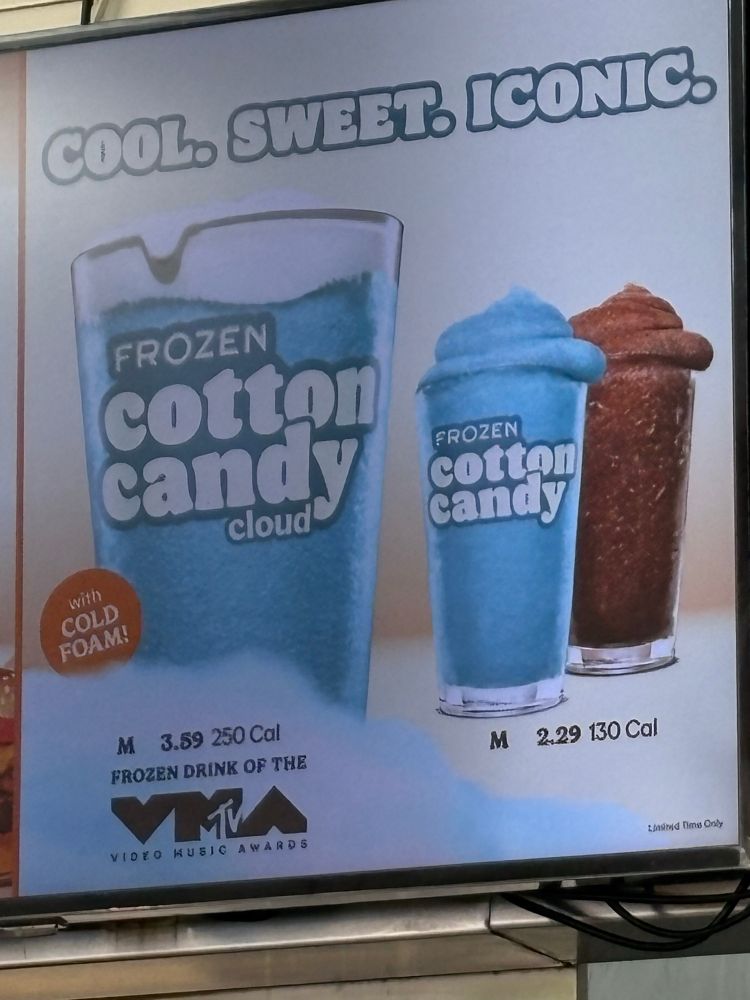 COOL. SWEET. ICONIC.
FROZEN
cotton
candy
cloud
with
COLD
FOAM!
FROZEN
cotton
candy
M 3.59 250 Cal
M 2.29 130 Cal
FROZEN DRINK OF THE
VMA
MTV
VIDEO MUSIC AWARDS
Limited Time Only